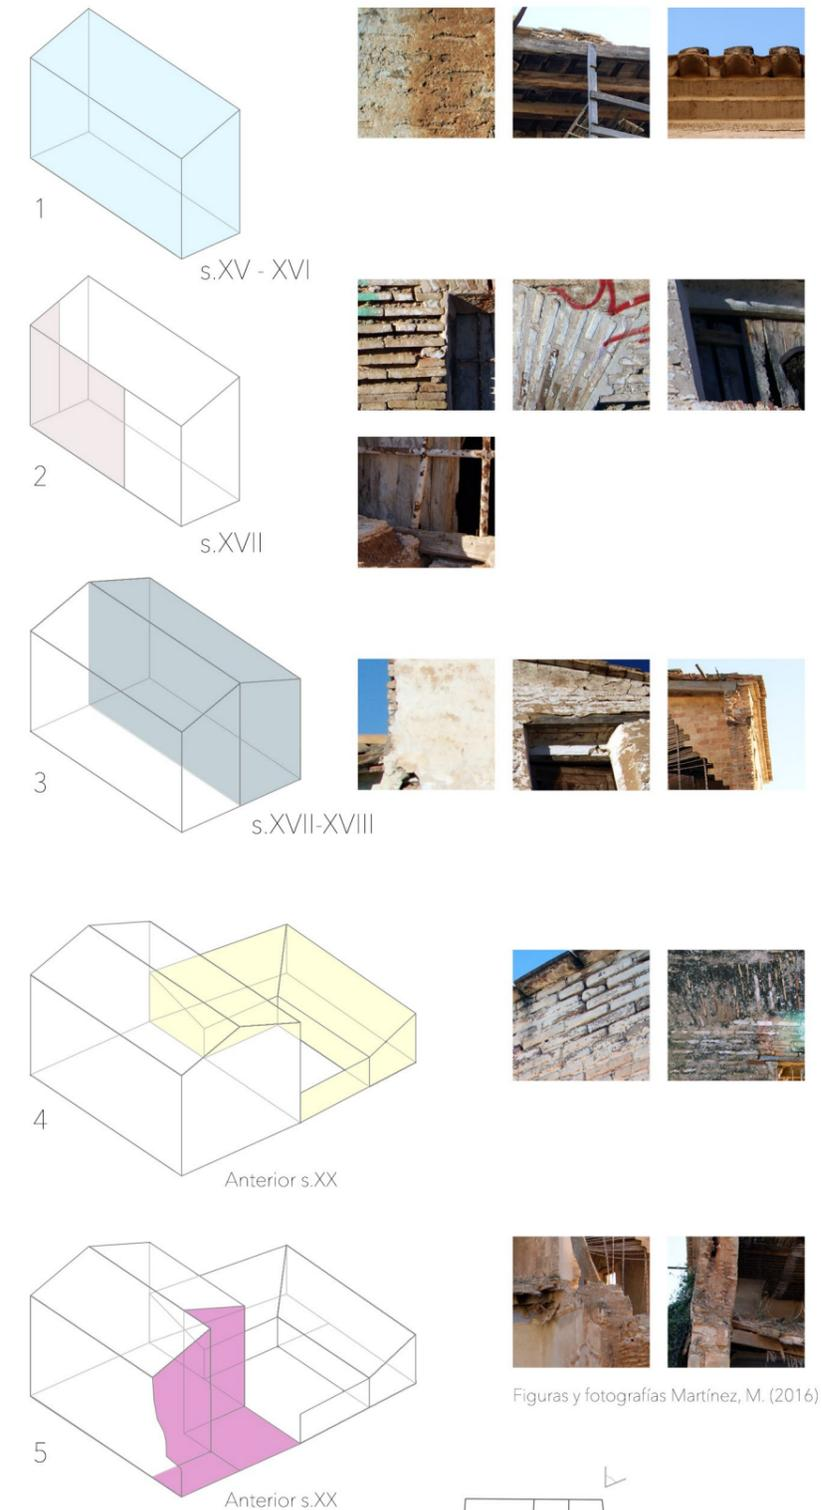 1
s.XV - XVI
2
s.XVII
3
s.XVII-XVIII
4
Anterior s.XX
5
Anterior s.XX
Figuras y fotografías Martínez, M. (2016)